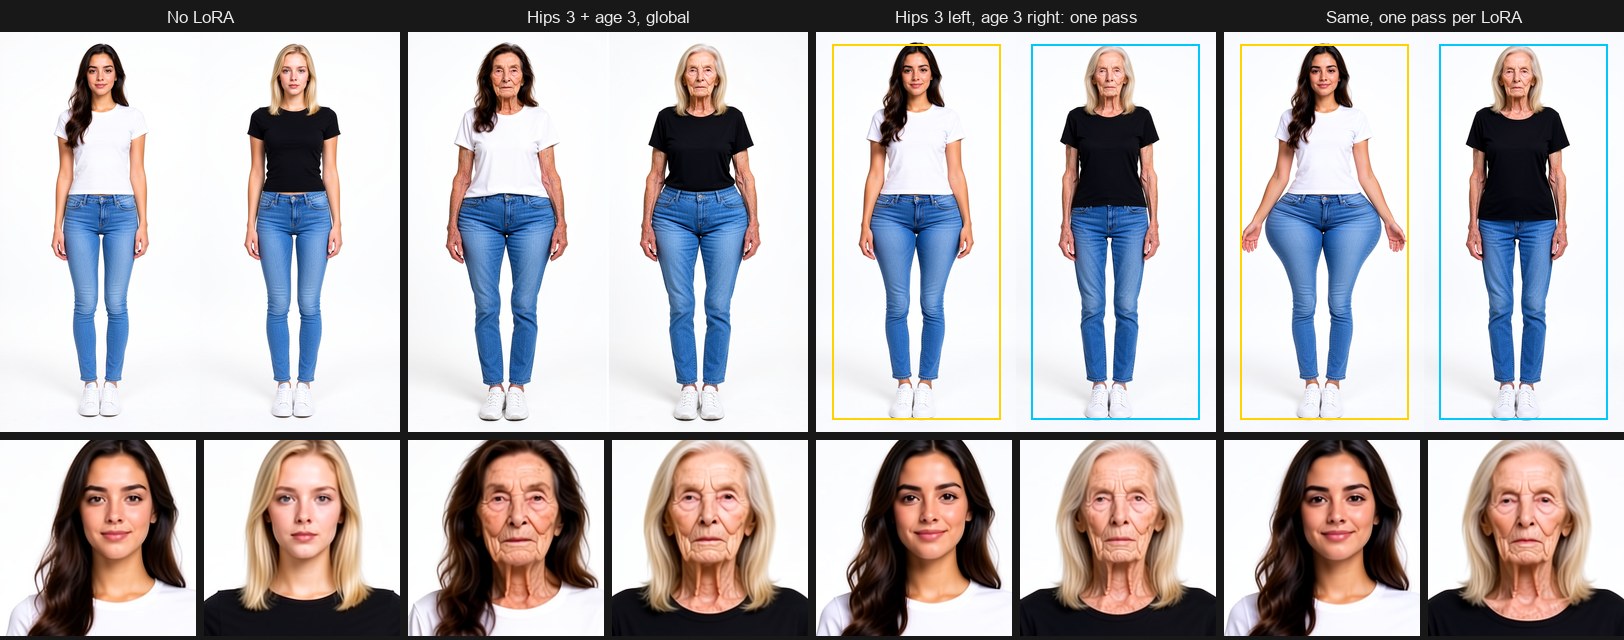 No LoRA
Hips 3 + age 3, global
Hips 3 left, age 3 right: one pass
Same, one pass per LoRA